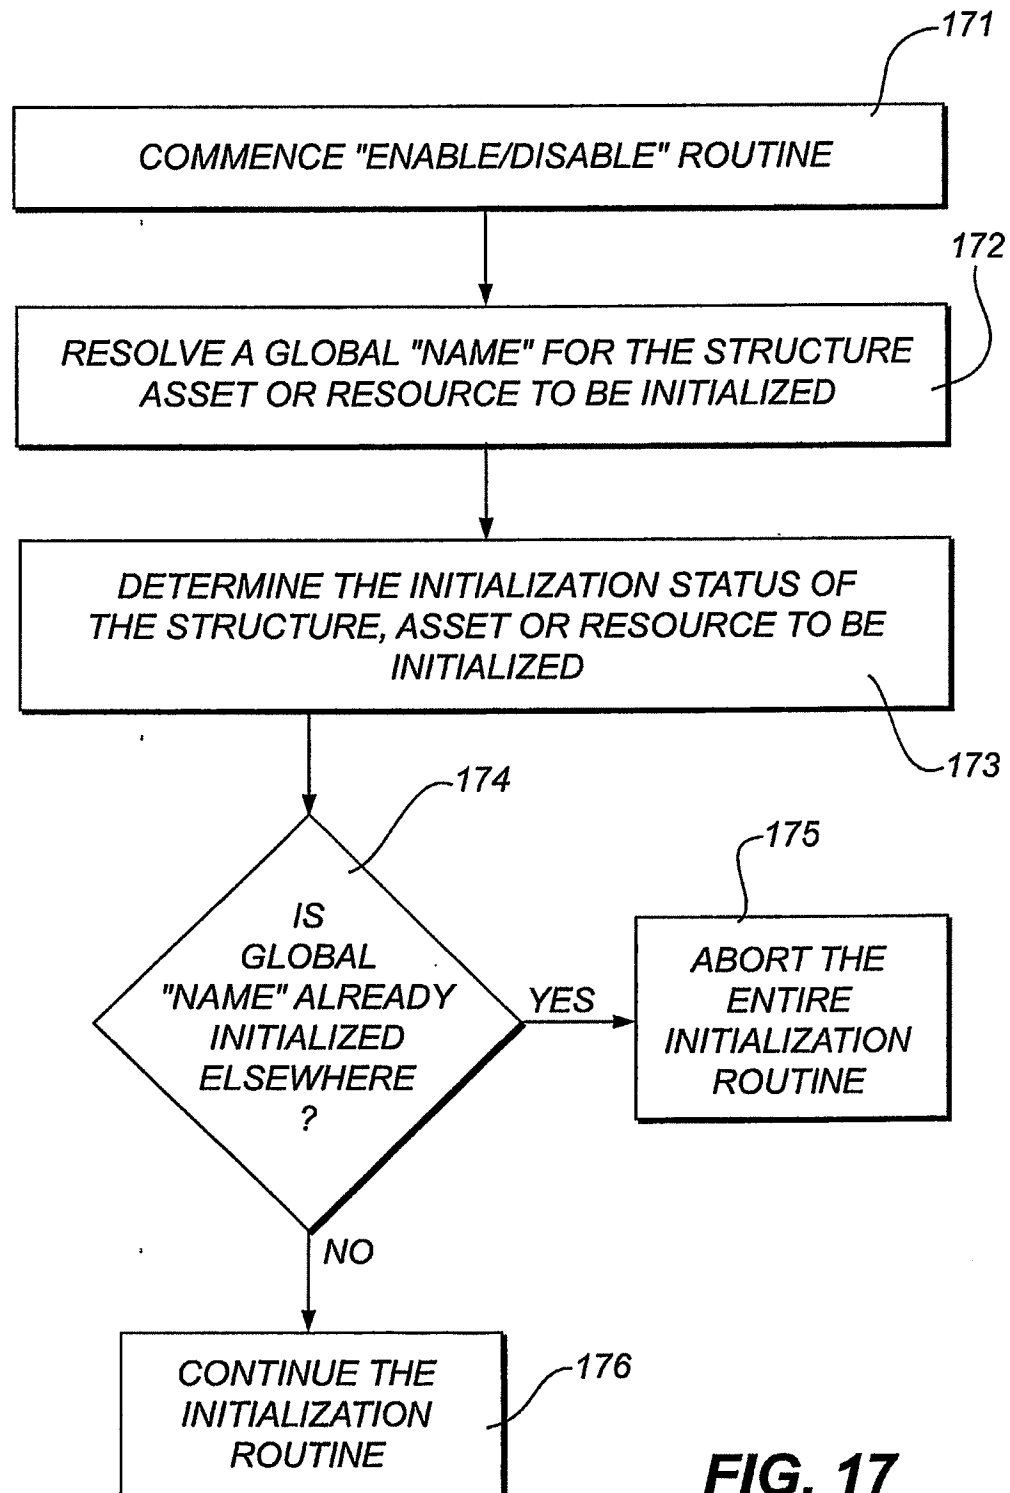 171
COMMENCE "ENABLE/DISABLE" ROUTINE
172
RESOLVE A GLOBAL "NAME" FOR THE STRUCTURE
ASSET OR RESOURCE TO BE INITIALIZED
DETERMINE THE INITIALIZATION STATUS OF
THE STRUCTURE, ASSET OR RESOURCE TO BE
INITIALIZED
173
174
IS
GLOBAL
"NAME" ALREADY
INITIALIZED
ELSEWHERE
?
YES
175
ABORT THE
ENTIRE
INITIALIZATION
ROUTINE
NO
176
CONTINUE THE
INITIALIZATION
ROUTINE
FIG. 17